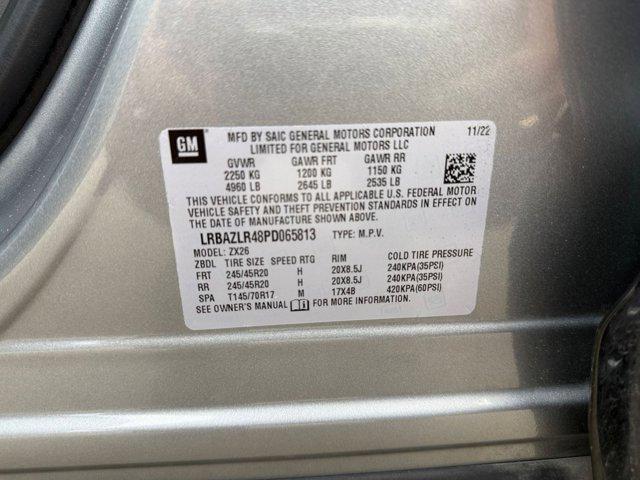 GM
MFD BY SAIC GENERAL MOTORS CORPORATION 11/22
LIMITED FOR GENERAL MOTORS LLC
GVWR GAWR FRT GAWR RR
2250 KG 1200 KG 1150 KG
4960 LB 2645 LB 2535 LB
THIS VEHICLE CONFORMS TO ALL APPLICABLE U.S. FEDERAL MOTOR
VEHICLE SAFETY AND THEFT PREVENTION STANDARDS IN EFFECT ON
THE DATE OF MANUFACTURE SHOWN ABOVE.
LRBAZLR48PD065813 TYPE: M.P.V.
MODEL: ZX26
ZBDL TIRE SIZE SPEED RTG RIM COLD TIRE PRESSURE
FRT 245/45R20 H 20X8.5J 240KPA(35PSI)
RR 245/45R20 H 20X8.5J 240KPA(35PSI)
SPA T145/70R17 M 17X4B 420KPA(60PSI)
SEE OWNER'S MANUAL FOR MORE INFORMATION.